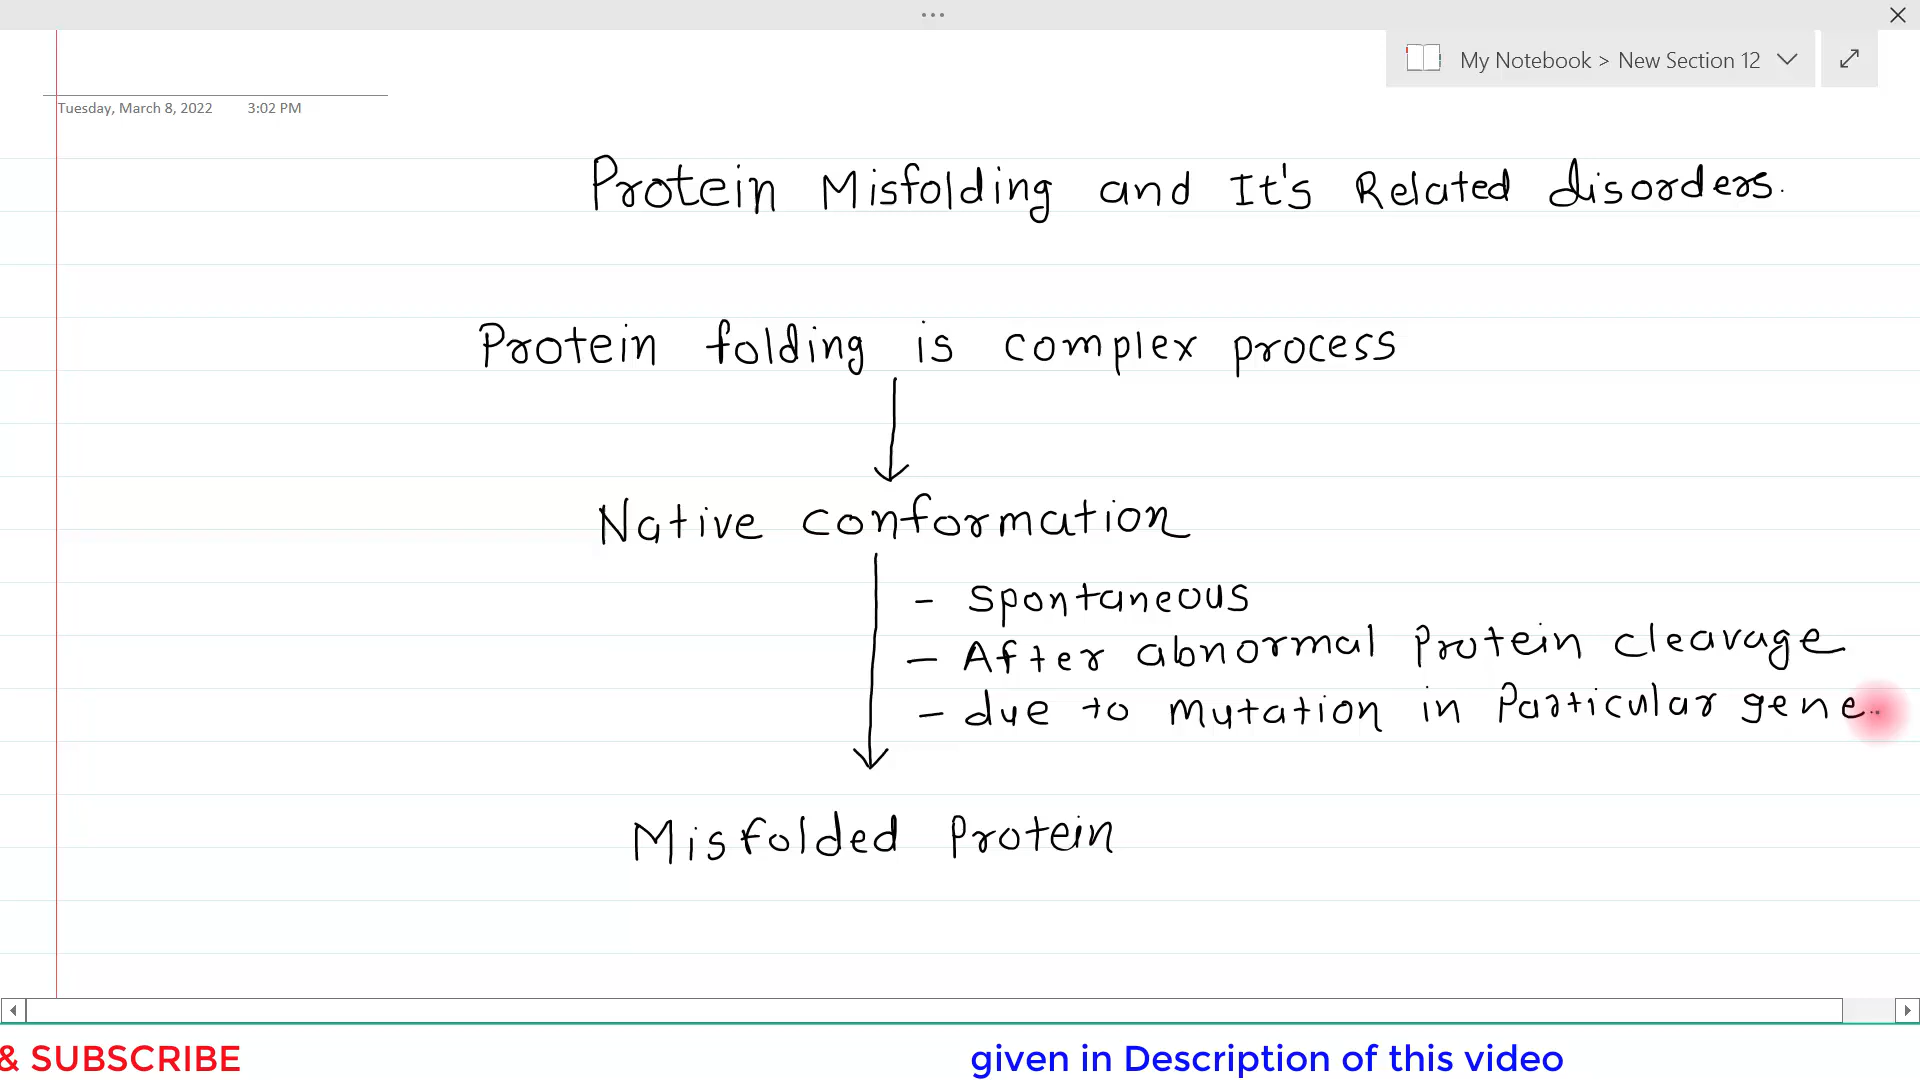 My Notebook > New Section 12
Tuesday, March 8, 2022 3:02 PM
Protein Misfolding and It's Related disorders.
Protein folding is complex process
Native conformation
- spontaneous
- After abnormal Protein cleavage
- due to mutation in Particular gene.
Misfolded Protein
& SUBSCRIBE given in Description of this video